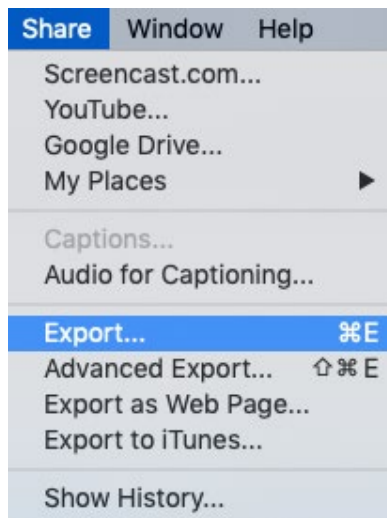 Share Window Help
Screencast.com...
YouTube...
Google Drive...
My Places ▶
Captions...
Audio for Captioning...
Export... ⌘E
Advanced Export... ⇧⌘E
Export as Web Page...
Export to iTunes...
Show History...